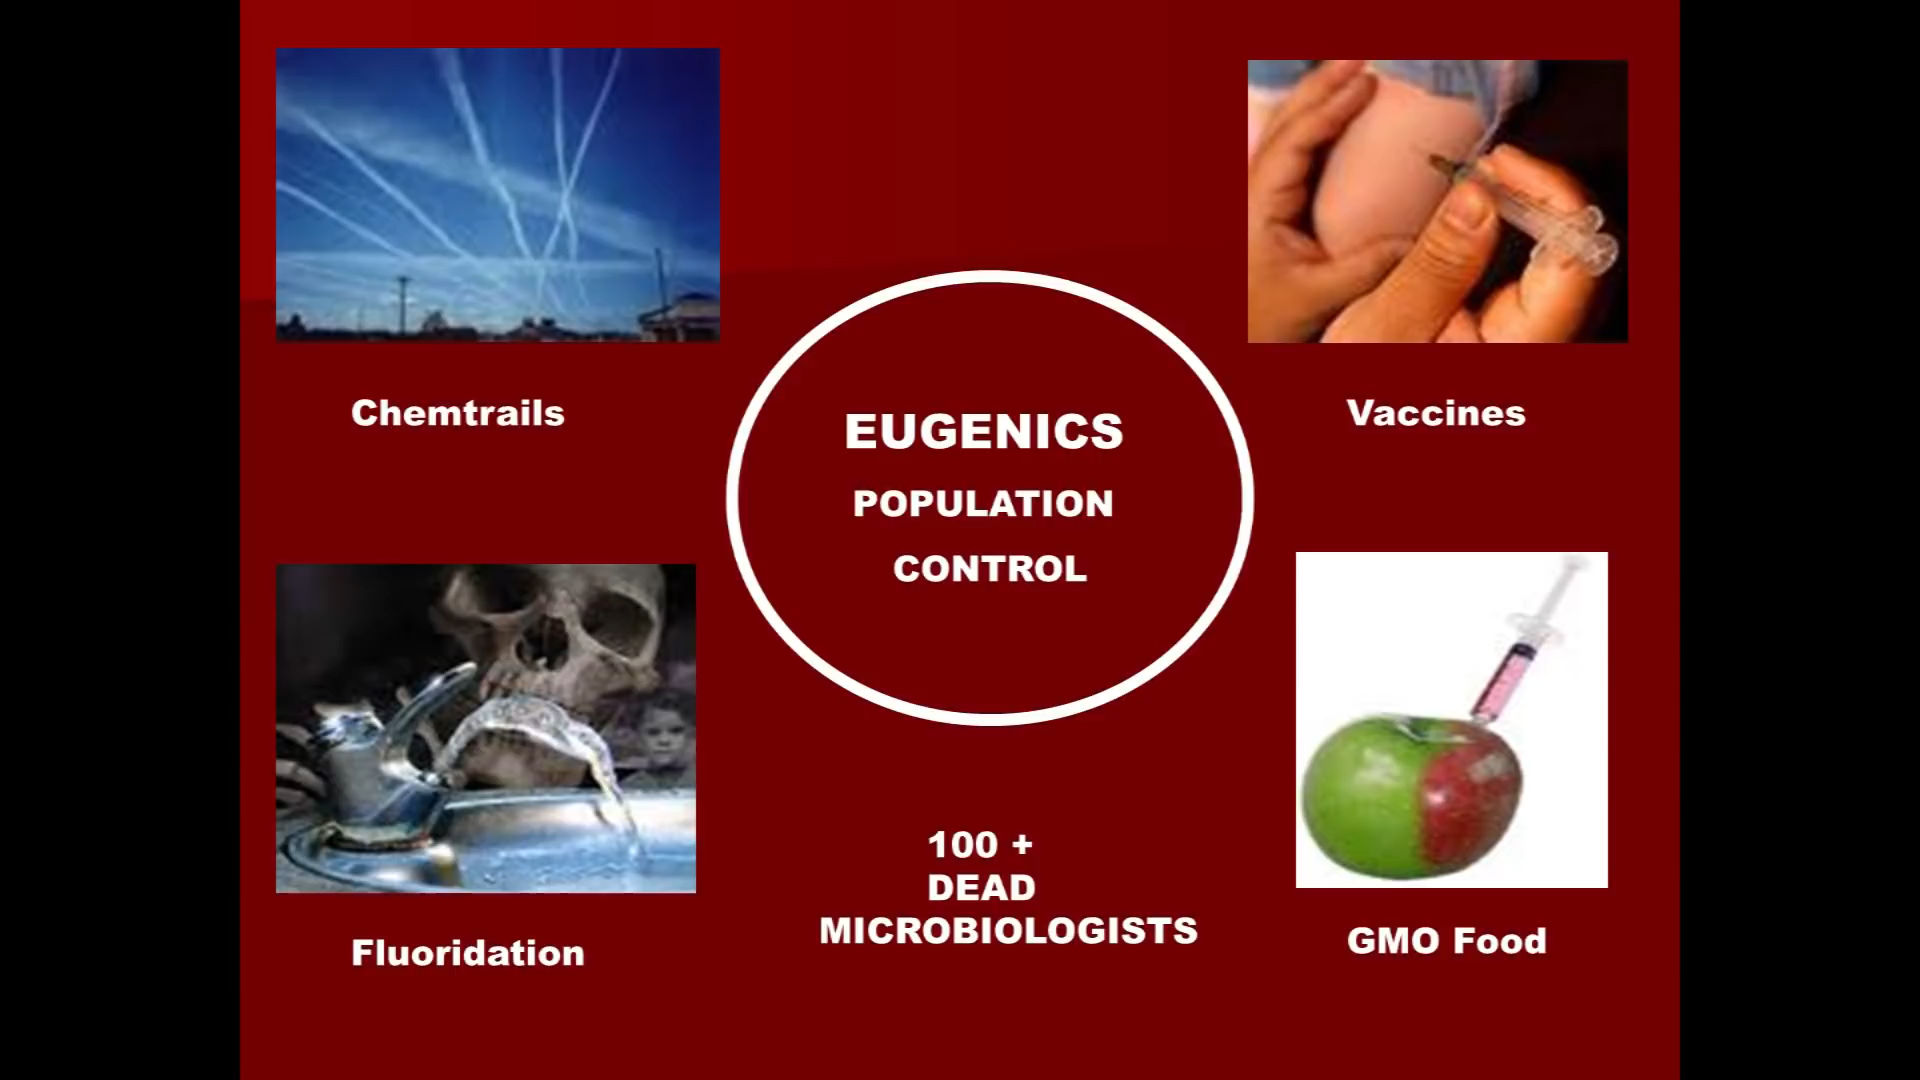 Chemtrails
Vaccines
EUGENICS
POPULATION
CONTROL
Fluoridation
100 +
DEAD
MICROBIOLOGISTS
GMO Food